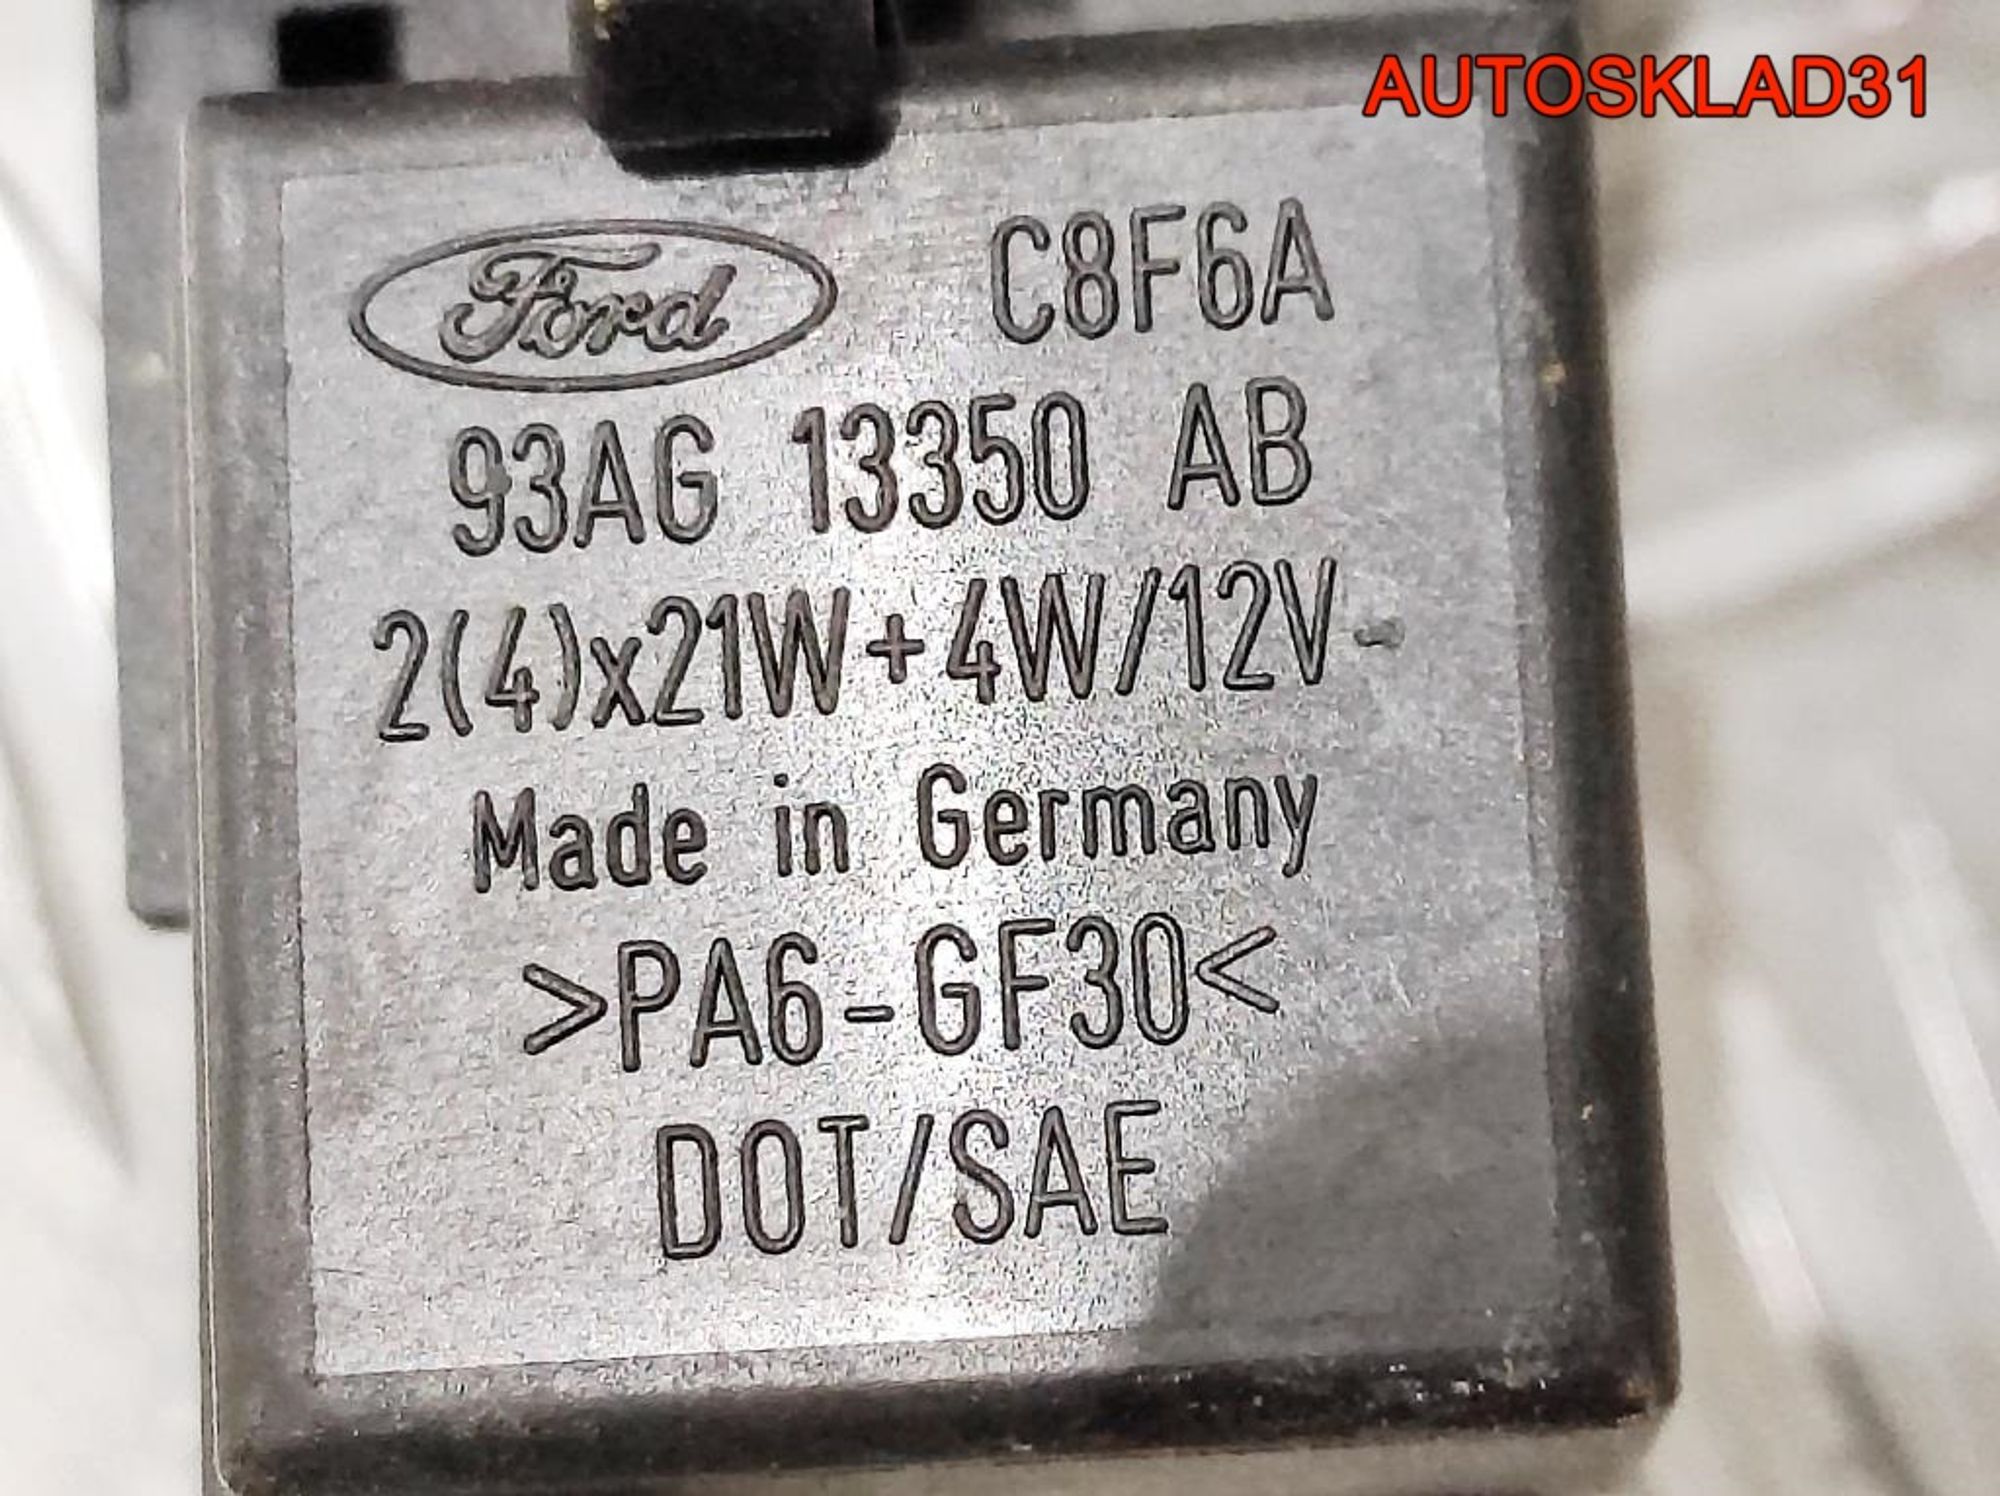 AUTOSKLAD31
Ford C8F6A
93AG 13350 AB
2(4)x21W+4W/12V-
Made in Germany
>PA6-GF30<
DOT/SAE